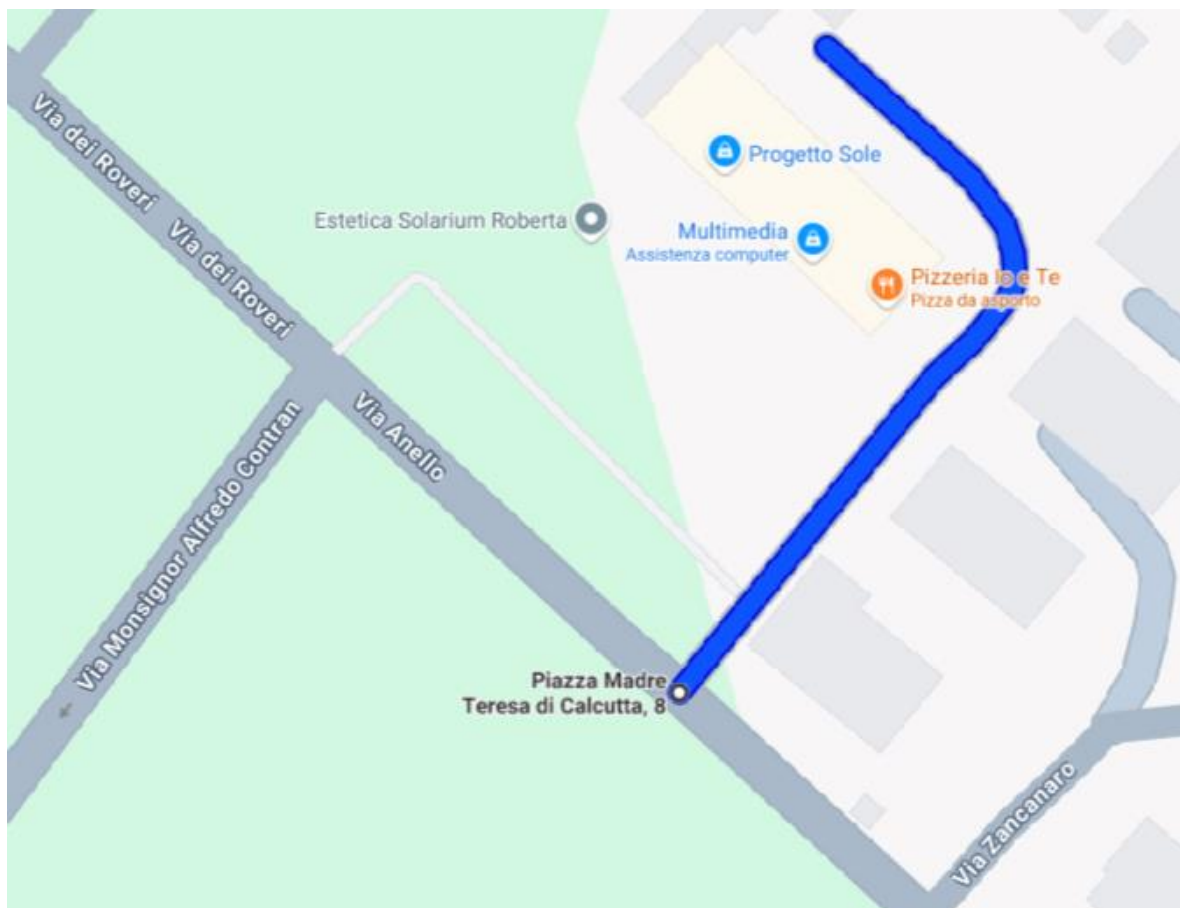 Via dei Roveri
Via dei Roveri
Progetto Sole
Estetica Solarium Roberta
Multimedia
Assistenza computer
Pizzeria Io e Te
Pizza da asporto
Via Anello
Via Monsignor Alfredo Contran
Piazza Madre
Teresa di Calcutta, 8
Via Zancanaro